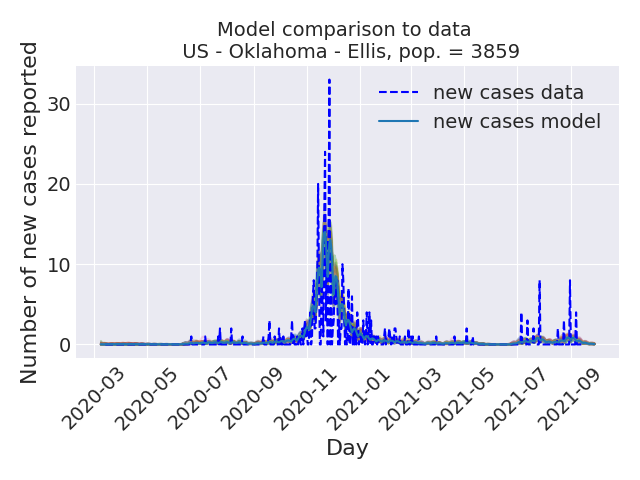 Model comparison to data
US - Oklahoma - Ellis, pop. = 3859
Number of new cases reported
30
20
10
0
new cases data
new cases model
2020-03
2020-05
2020-07
2020-09
2020-11
2021-01
2021-03
2021-05
2021-07
2021-09
Day